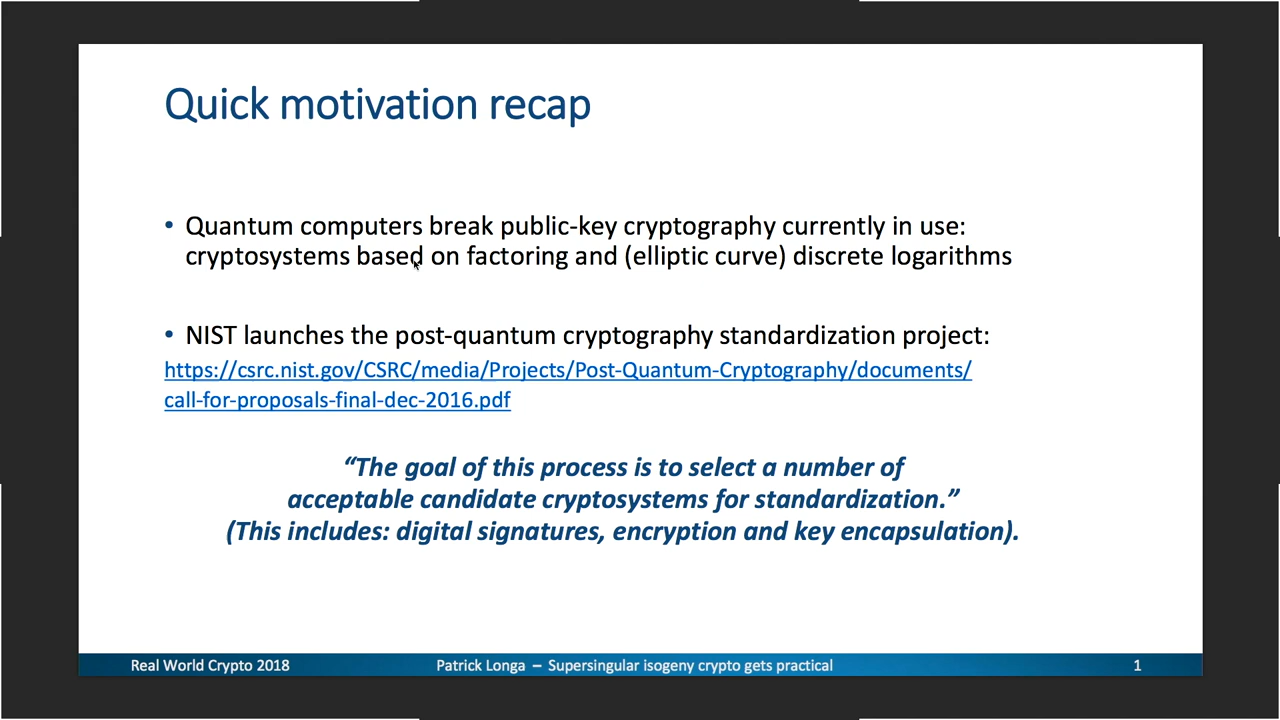 Quick motivation recap
• Quantum computers break public-key cryptography currently in use:
cryptosystems based on factoring and (elliptic curve) discrete logarithms
• NIST launches the post-quantum cryptography standardization project:
https://csrc.nist.gov/CSRC/media/Projects/Post-Quantum-Cryptography/documents/
call-for-proposals-final-dec-2016.pdf
“The goal of this process is to select a number of
acceptable candidate cryptosystems for standardization.”
(This includes: digital signatures, encryption and key encapsulation).
Real World Crypto 2018 Patrick Longa – Supersingular isogeny crypto gets practical 1